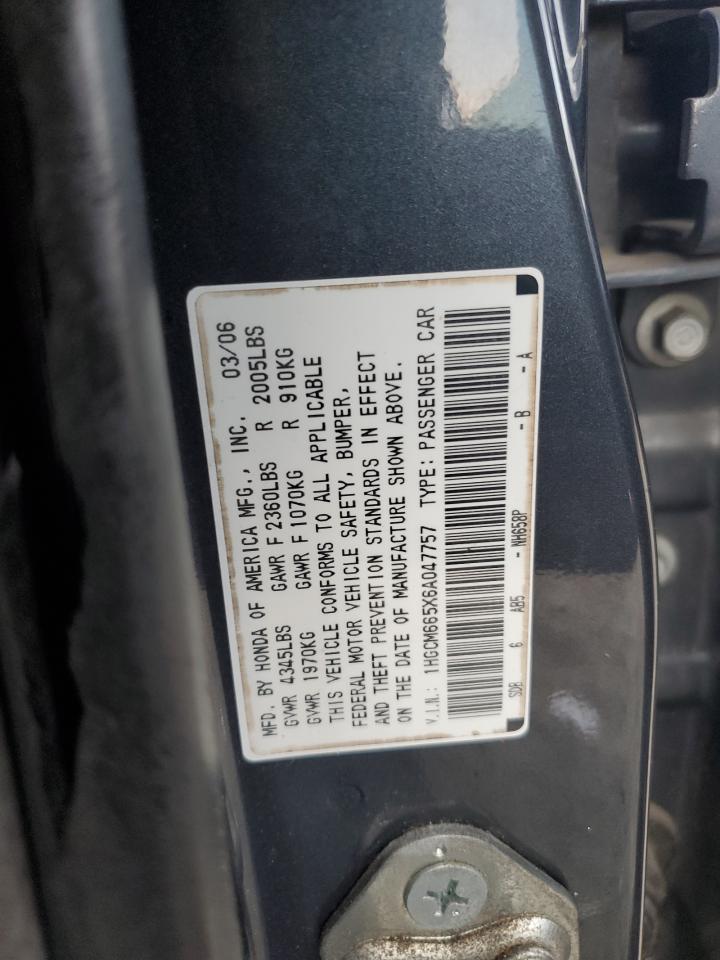 MFD. BY HONDA OF AMERICA MFG., INC. 03/06
GVWR 4345LBS GAWR F 2360LBS R 2005LBS
GVWR 1970KG GAWR F 1070KG R 910KG
THIS VEHICLE CONFORMS TO ALL APPLICABLE
FEDERAL MOTOR VEHICLE SAFETY, BUMPER,
AND THEFT PREVENTION STANDARDS IN EFFECT
ON THE DATE OF MANUFACTURE SHOWN ABOVE.
V.I.N.: 1HGCM665X6A047757 TYPE: PASSENGER CAR
SDB 6 AB5 - NH658P - B - A